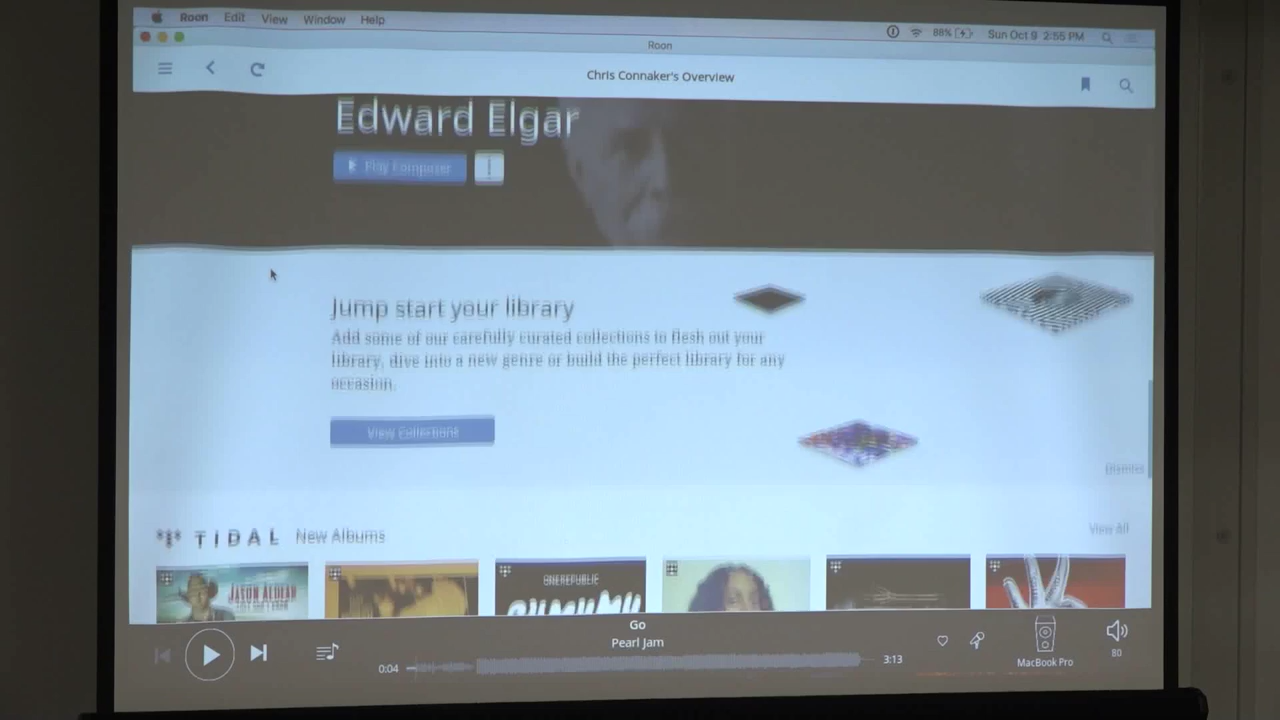 Roon Edit View Window Help
88% Sun Oct 9 2:55 PM
Roon
Chris Connaker's Overview
Edward Elgar
Play Composer
Jump start your library
Add some of our carefully curated collections to flesh out your
library, dive into a new genre or build the perfect library for any
occasion.
View Collections
Dismiss
TIDAL New Albums
View All
JASON ALDEAN
ONEREPUBLIC
Go
Pearl Jam
0:04
3:13
MacBook Pro
80